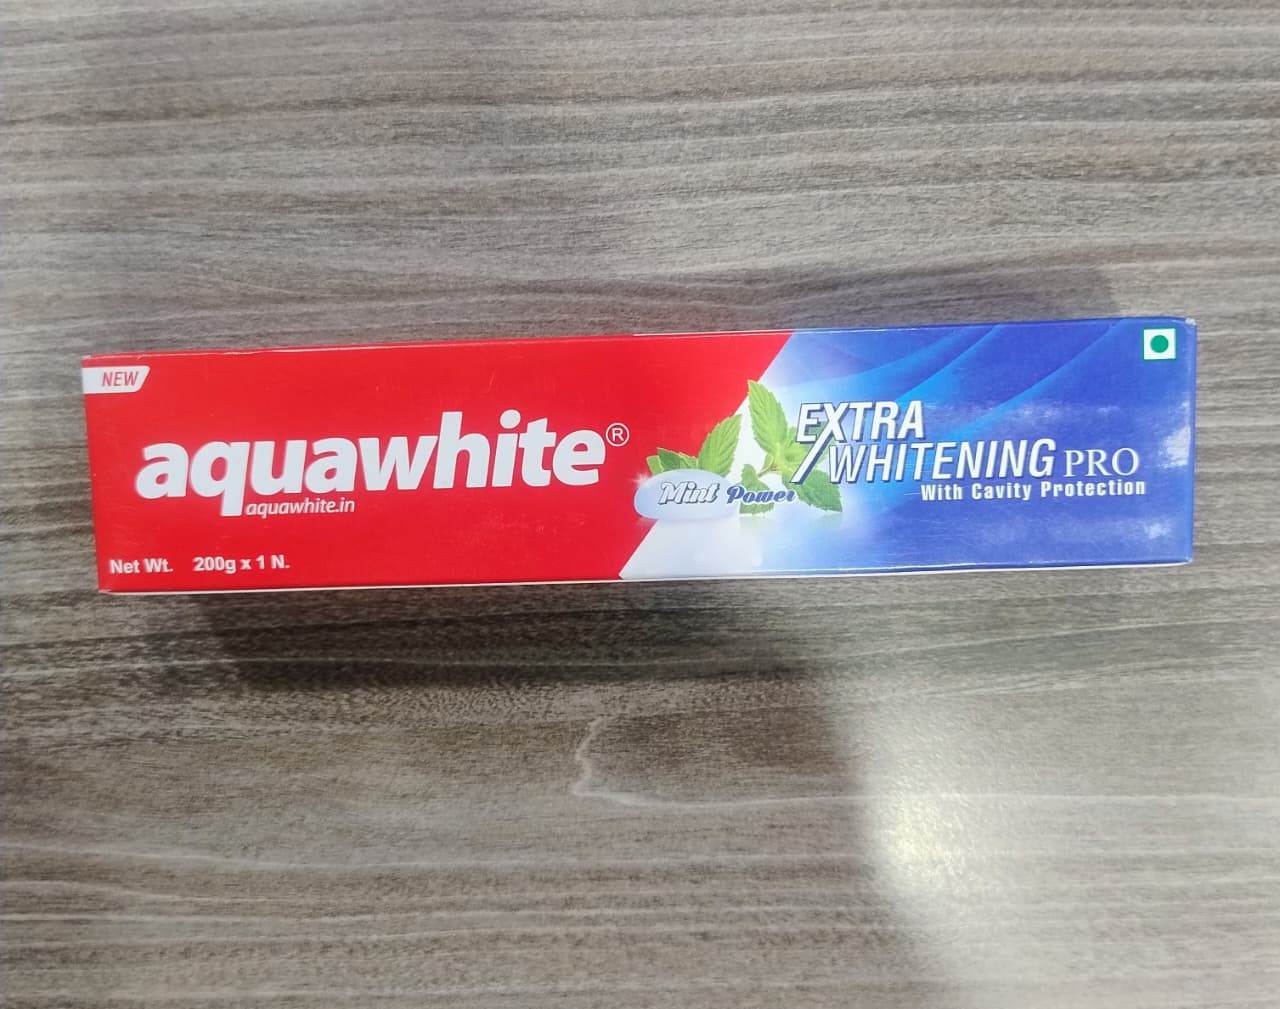 NEW
aquawhite®
aquawhite.in
Net Wt. 200g x 1 N.
Mint Power
EXTRA
WHITENING PRO
With Cavity Protection